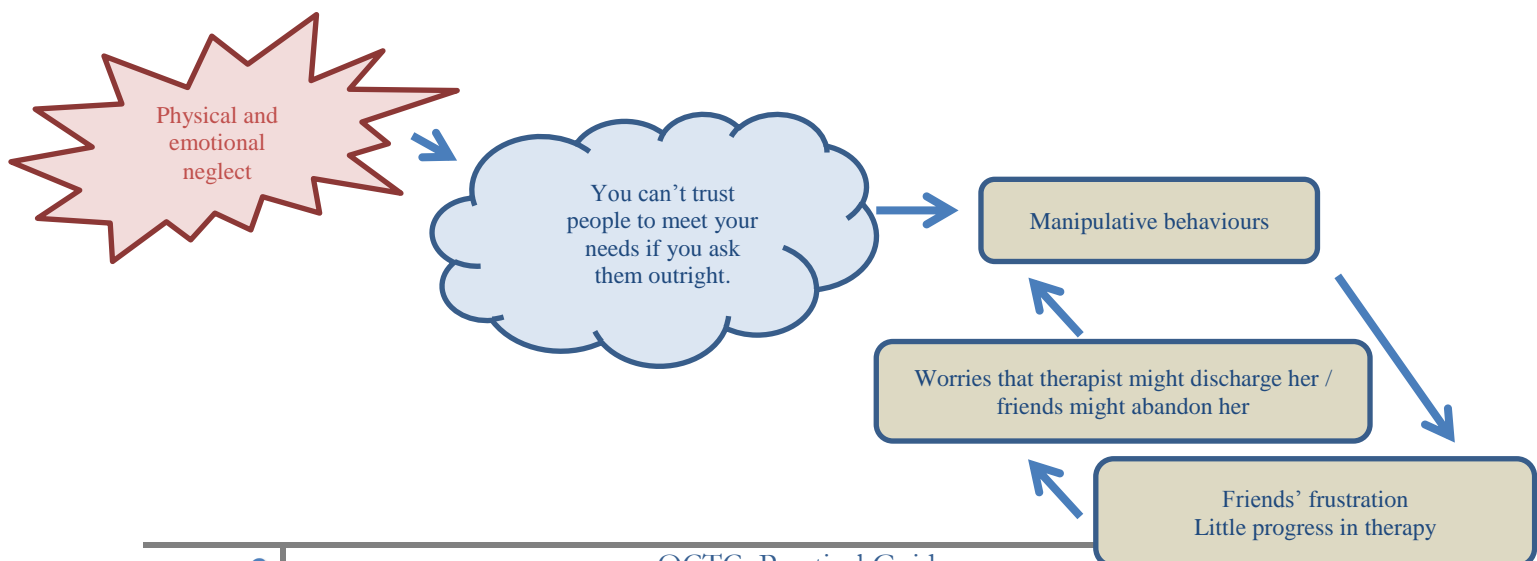 Physical and
emotional
neglect
You can’t trust
people to meet your
needs if you ask
them outright.
Manipulative behaviours
Worries that therapist might discharge her /
friends might abandon her
Friends’ frustration
Little progress in therapy